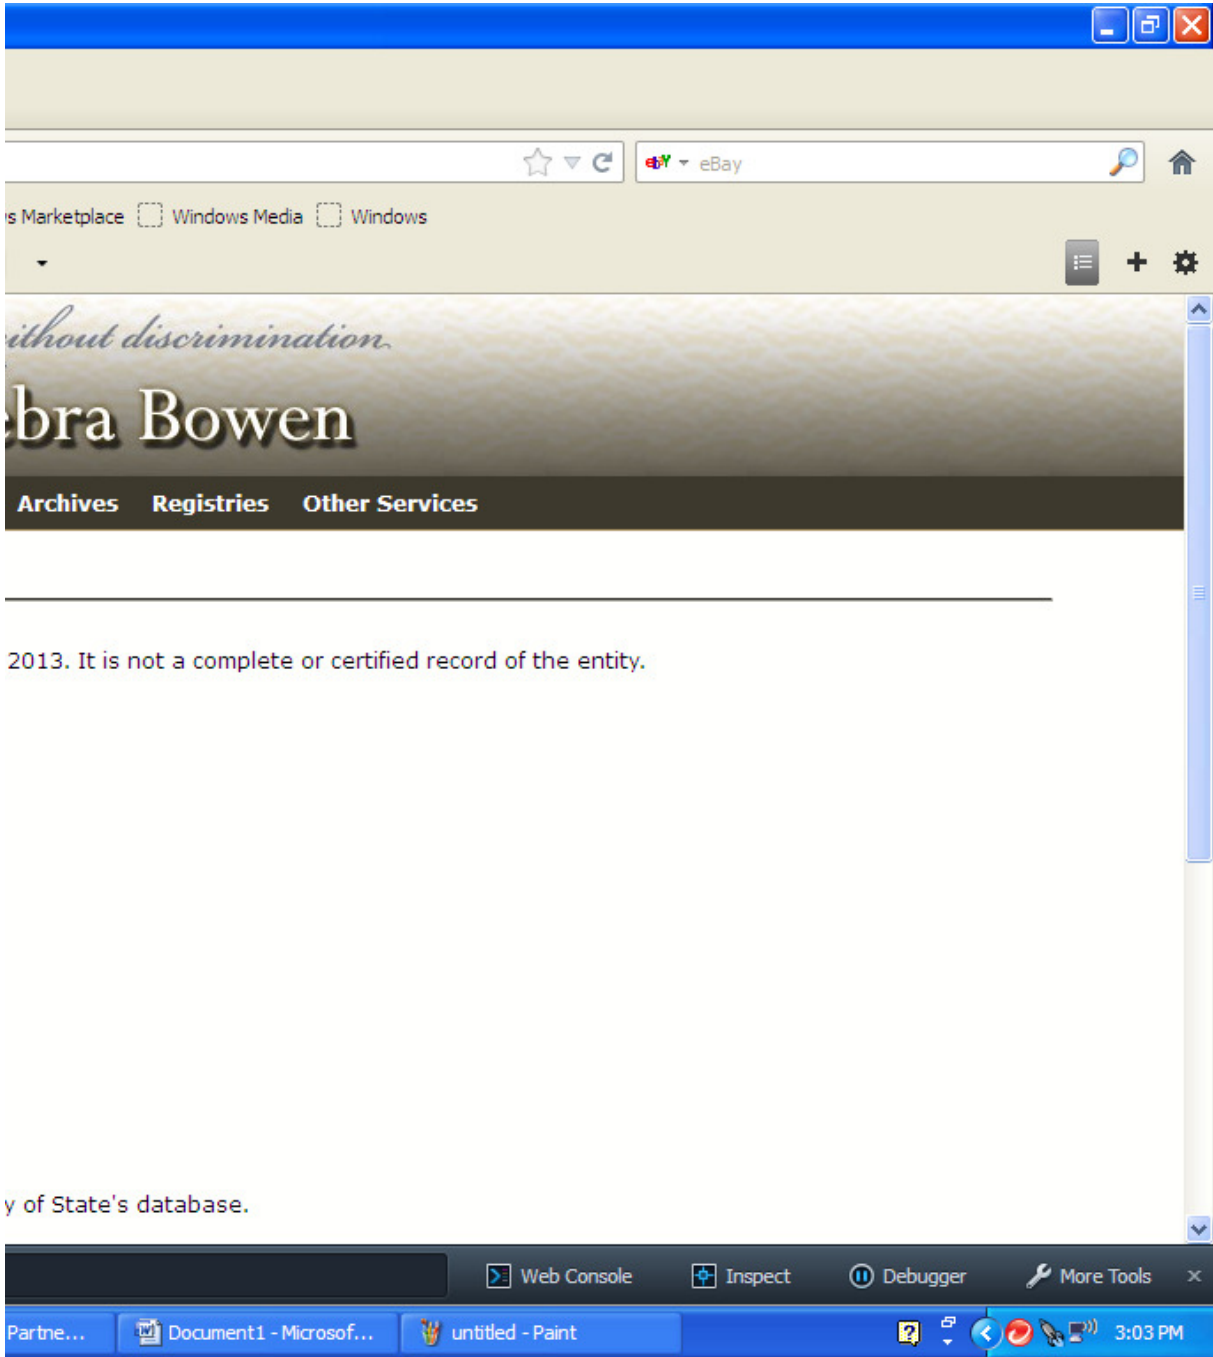 ebY eBay
s Marketplace Windows Media Windows
ithout discrimination.
ebra Bowen
Archives Registries Other Services
2013. It is not a complete or certified record of the entity.
y of State's database.
Web Console Inspect Debugger More Tools
Partne... Document1 - Microsof... untitled - Paint 3:03 PM